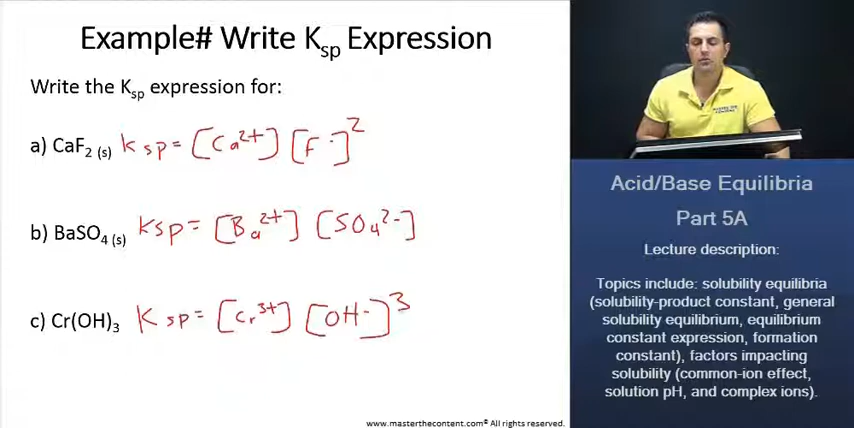 Example# Write Ksp Expression
Write the Ksp expression for:
a) CaF2 (s) Ksp = [Ca2+] [F-]2
b) BaSO4 (s) Ksp = [Ba2+] [SO42-]
c) Cr(OH)3 Ksp = [Cr3+] [OH-]3
www.masterthecontent.com© All rights reserved.
Acid/Base Equilibria
Part 5A
Lecture description:
Topics include: solubility equilibria
(solubility-product constant, general
solubility equilibrium, equilibrium
constant expression, formation
constant), factors impacting
solubility (common-ion effect,
solution pH, and complex ions).